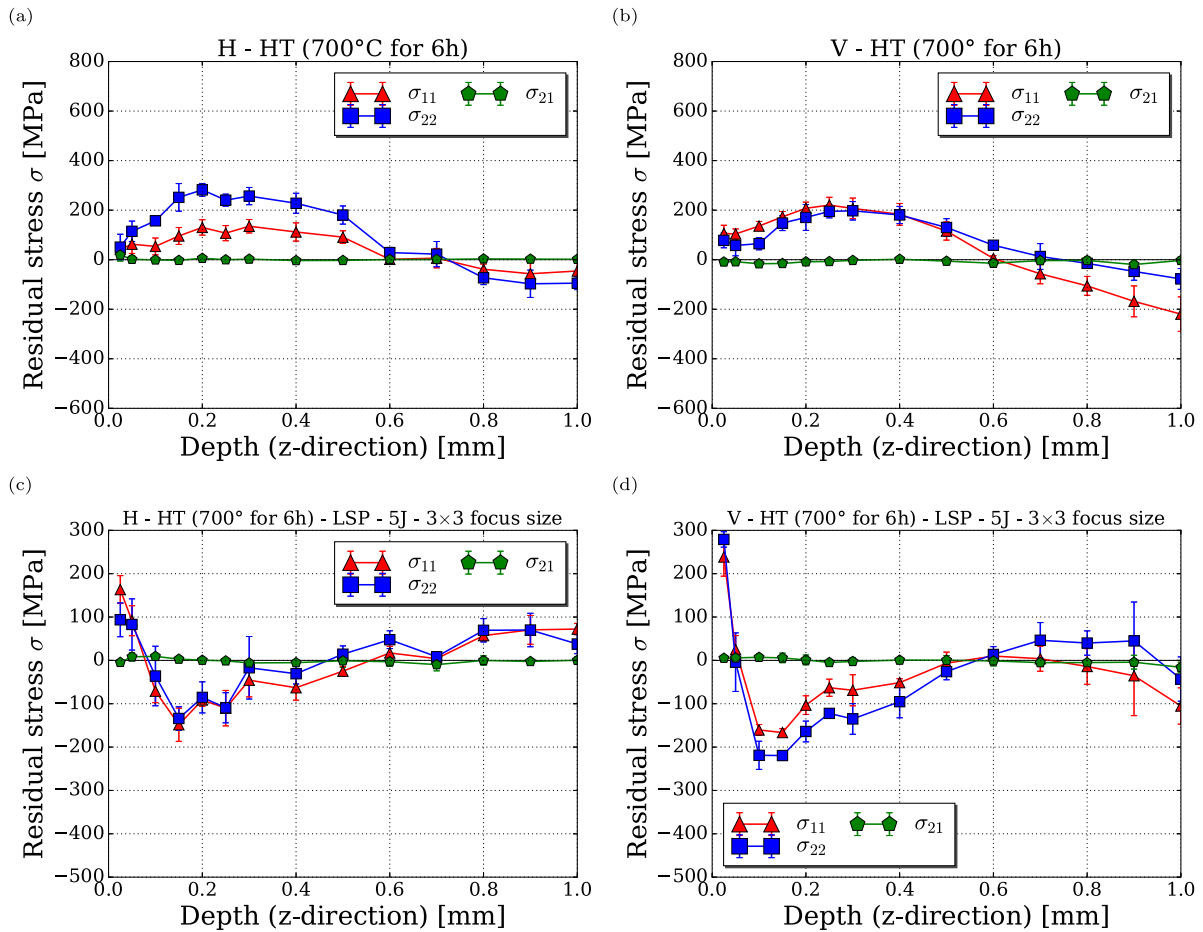 (a)
(b)
H - HT (700°C for 6h)
V - HT (700° for 6h)
800
600
400
200
0
−200
−400
−600
Residual stress σ [MPa]
σ11 σ21
σ22
0.0 0.2 0.4 0.6 0.8 1.0
Depth (z-direction) [mm]
800
600
400
200
0
−200
−400
−600
Residual stress σ [MPa]
σ11 σ21
σ22
0.0 0.2 0.4 0.6 0.8 1.0
Depth (z-direction) [mm]
(c)
(d)
H - HT (700° for 6h) - LSP - 5J - 3×3 focus size
V - HT (700° for 6h) - LSP - 5J - 3×3 focus size
300
200
100
0
−100
−200
−300
−400
−500
Residual stress σ [MPa]
σ11 σ21
σ22
0.0 0.2 0.4 0.6 0.8 1.0
Depth (z-direction) [mm]
300
200
100
0
−100
−200
−300
−400
−500
Residual stress σ [MPa]
σ11 σ21
σ22
0.0 0.2 0.4 0.6 0.8 1.0
Depth (z-direction) [mm]